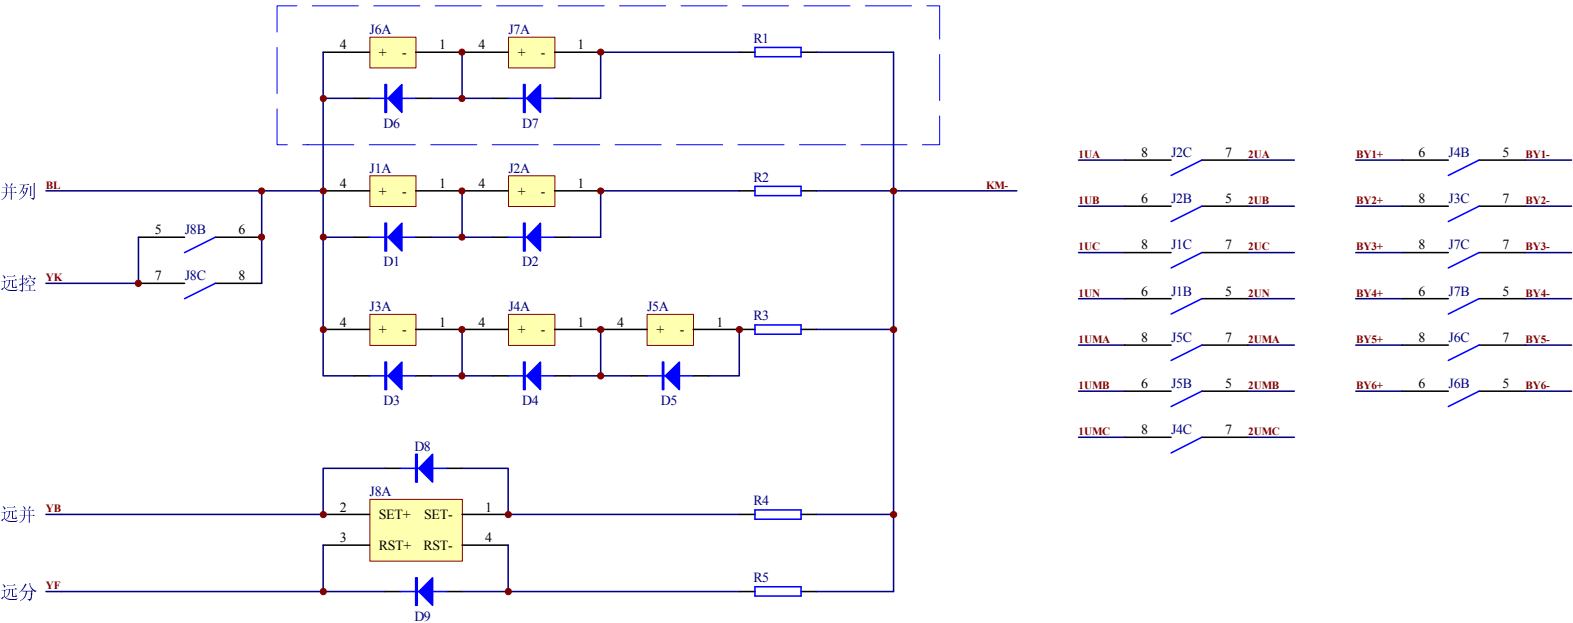 J6A J7A R1
4 + - 1 4 + - 1
D6 D7
J1A J2A R2
并列 BL 4 + - 1 4 + - 1 KM-
5 J8B 6
D1 D2
远控 YK 7 J8C 8
J3A J4A J5A R3
4 + - 1 4 + - 1 4 + - 1
D3 D4 D5
D8
J8A R4
远并 YB 2 SET+ SET- 1
3 RST+ RST- 4
R5
远分 YF
D9
1UA 8 J2C 7 2UA
1UB 6 J2B 5 2UB
1UC 8 J1C 7 2UC
1UN 6 J1B 5 2UN
1UMA 8 J5C 7 2UMA
1UMB 6 J5B 5 2UMB
1UMC 8 J4C 7 2UMC
BY1+ 6 J4B 5 BY1-
BY2+ 8 J3C 7 BY2-
BY3+ 8 J7C 7 BY3-
BY4+ 6 J7B 5 BY4-
BY5+ 8 J6C 7 BY5-
BY6+ 6 J6B 5 BY6-